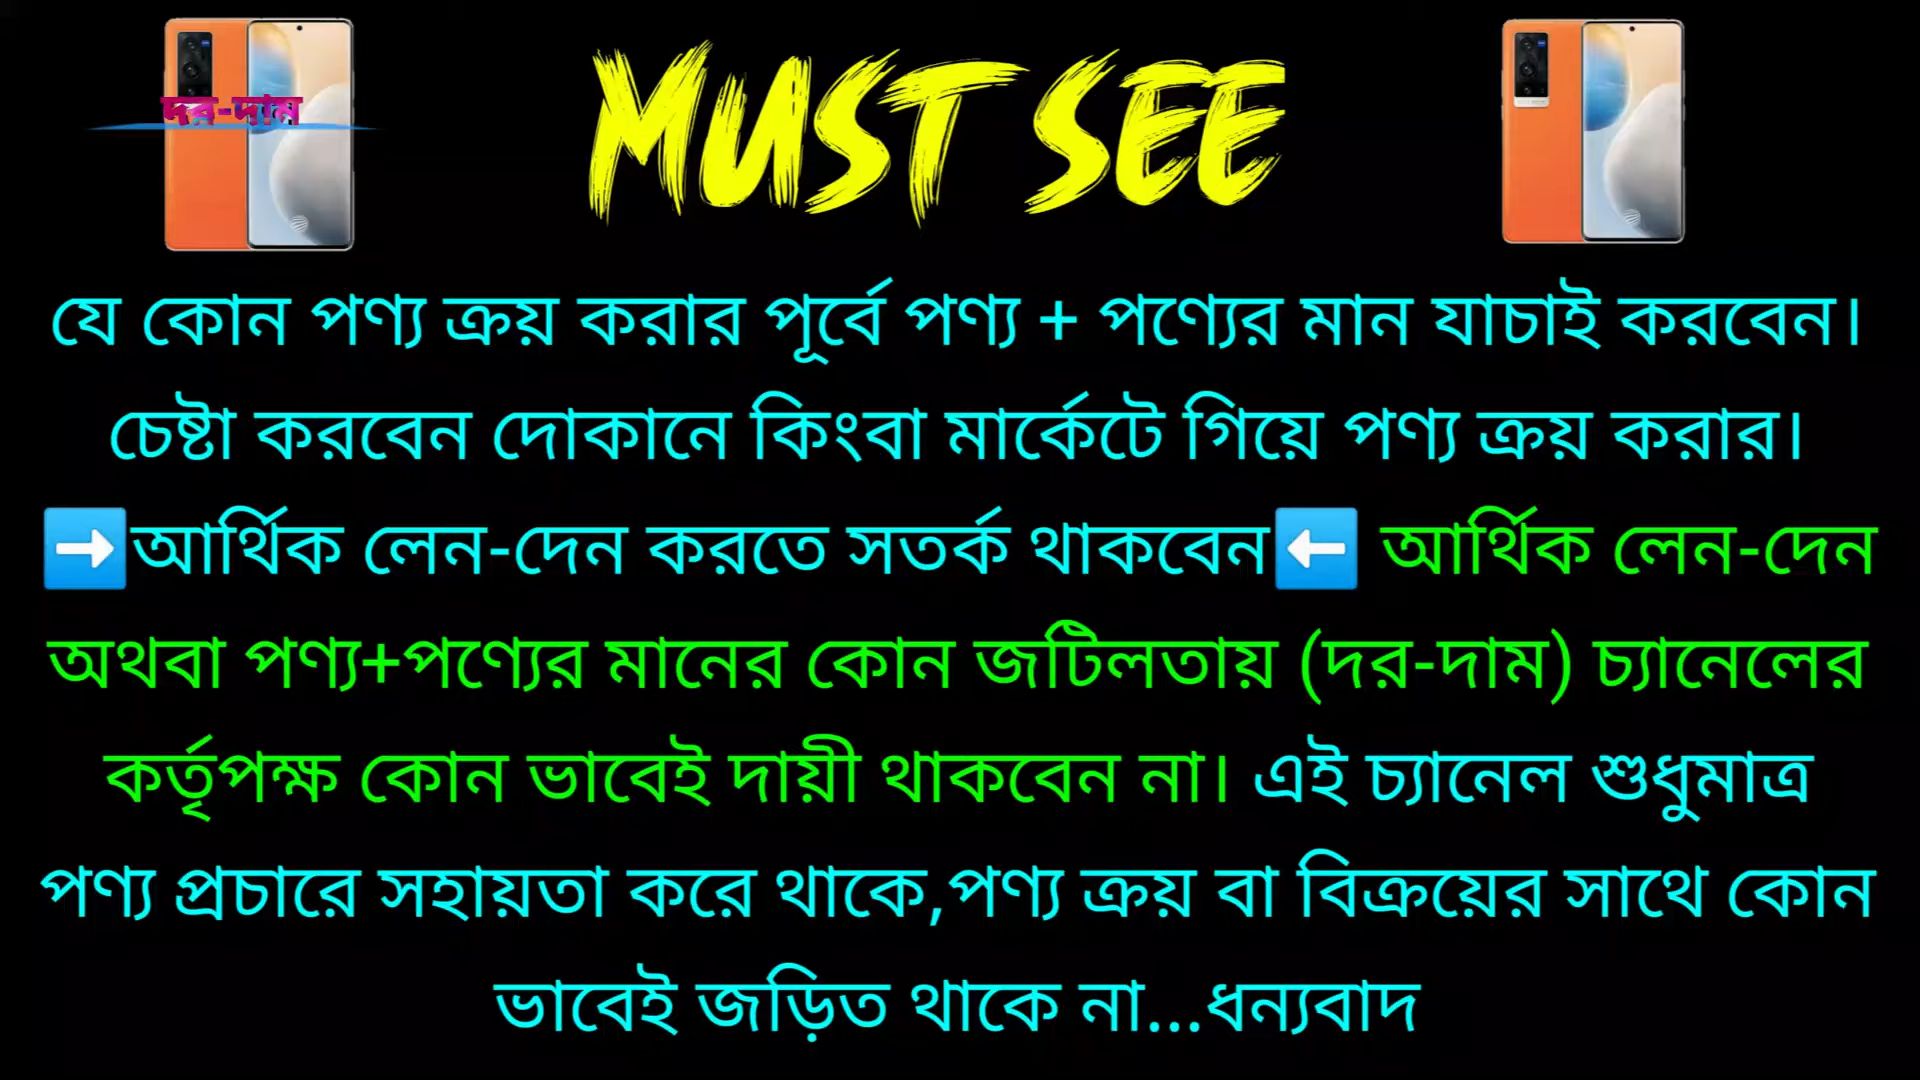 দর-দাম
MUST SEE
যে কোন পণ্য ক্রয় করার পূর্বে পণ্য + পণ্যের মান যাচাই করবেন।
চেষ্টা করবেন দোকানে কিংবা মার্কেটে গিয়ে পণ্য ক্রয় করার।
➡আর্থিক লেন-দেন করতে সতর্ক থাকবেন⬅ আর্থিক লেন-দেন
অথবা পণ্য+পণ্যের মানের কোন জটিলতায় (দর-দাম) চ্যানেলের
কর্তৃপক্ষ কোন ভাবেই দায়ী থাকবেন না। এই চ্যানেল শুধুমাত্র
পণ্য প্রচারে সহায়তা করে থাকে,পণ্য ক্রয় বা বিক্রয়ের সাথে কোন
ভাবেই জড়িত থাকে না...ধন্যবাদ